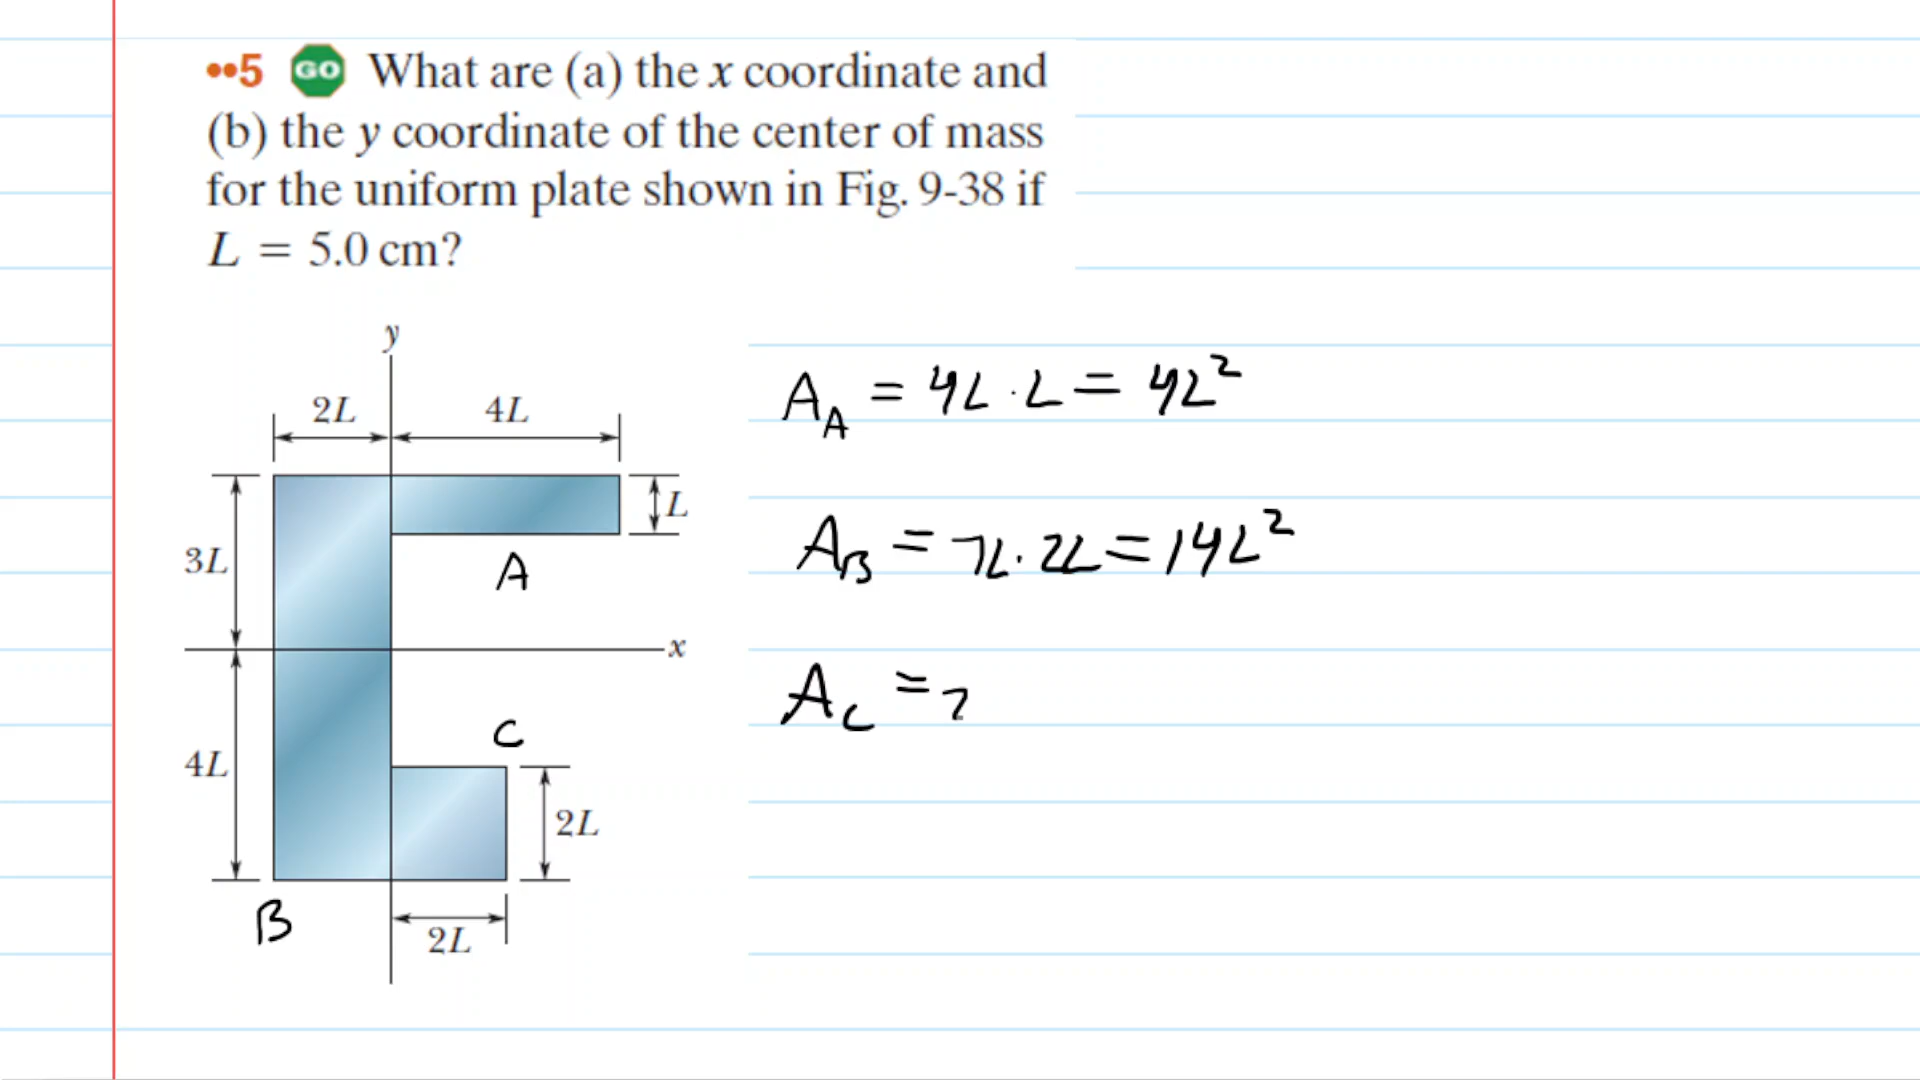 ••5 GO What are (a) the x coordinate and
(b) the y coordinate of the center of mass
for the uniform plate shown in Fig. 9-38 if
L = 5.0 cm?
y
2L 4L
L
3L
A
x
C
4L
2L
B
2L
A_A = 4L · L = 4L²
A_B = 7L · 2L = 14L²
A_C = 2